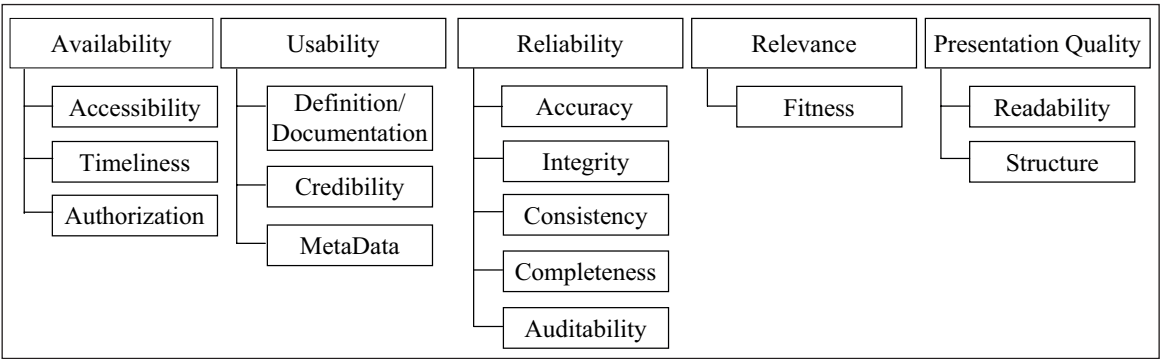 Availability
Accessibility
Timeliness
Authorization
Usability
Definition/
Documentation
Credibility
MetaData
Reliability
Accuracy
Integrity
Consistency
Completeness
Auditability
Relevance
Fitness
Presentation Quality
Readability
Structure